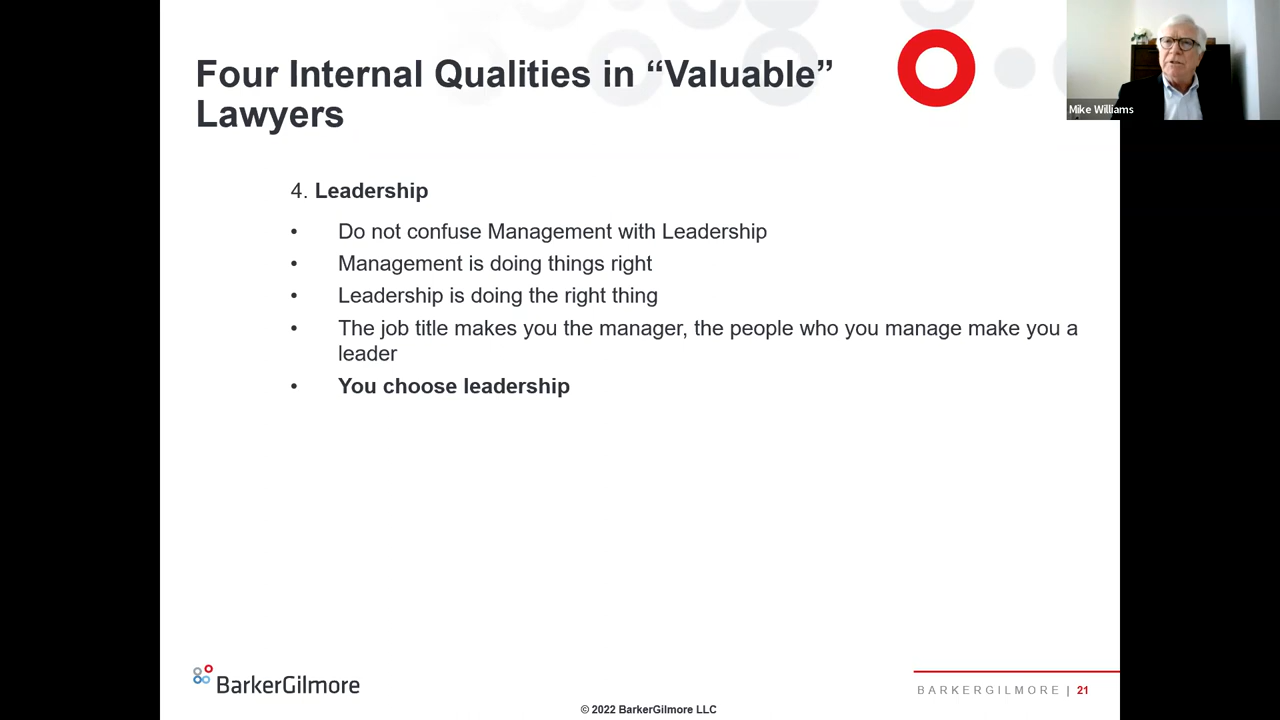 Four Internal Qualities in “Valuable”
Lawyers
Mike Williams
4. Leadership
• Do not confuse Management with Leadership
• Management is doing things right
• Leadership is doing the right thing
• The job title makes you the manager, the people who you manage make you a
leader
• You choose leadership
BarkerGilmore
BARKERGILMORE | 21
© 2022 BarkerGilmore LLC